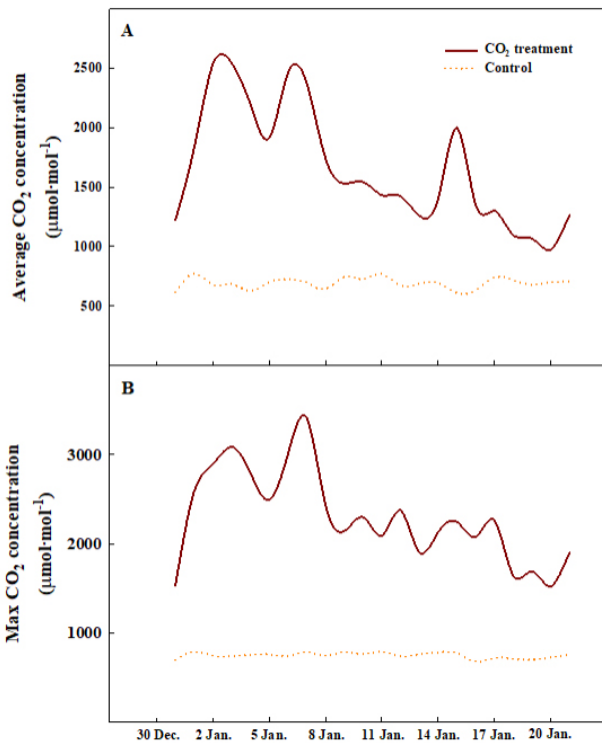 A
CO₂ treatment
Control
2500
2000
1500
1000
500
Average CO₂ concentration
(μmol·mol⁻¹)
B
3000
2000
1000
Max CO₂ concentration
(μmol·mol⁻¹)
30 Dec. 2 Jan. 5 Jan. 8 Jan. 11 Jan. 14 Jan. 17 Jan. 20 Jan.